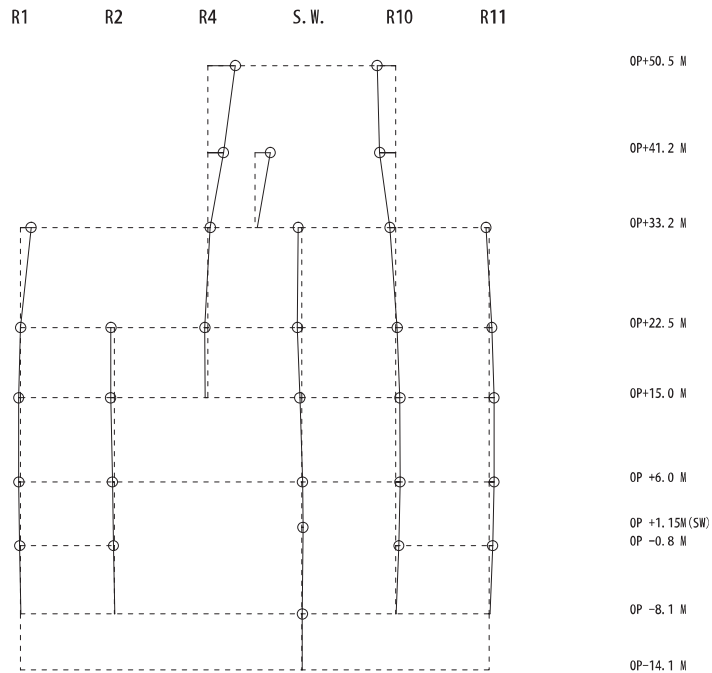 R1 R2 R4 S.W. R10 R11
OP+50.5 M
OP+41.2 M
OP+33.2 M
OP+22.5 M
OP+15.0 M
OP +6.0 M
OP +1.15M(SW)
OP -0.8 M
OP -8.1 M
OP-14.1 M